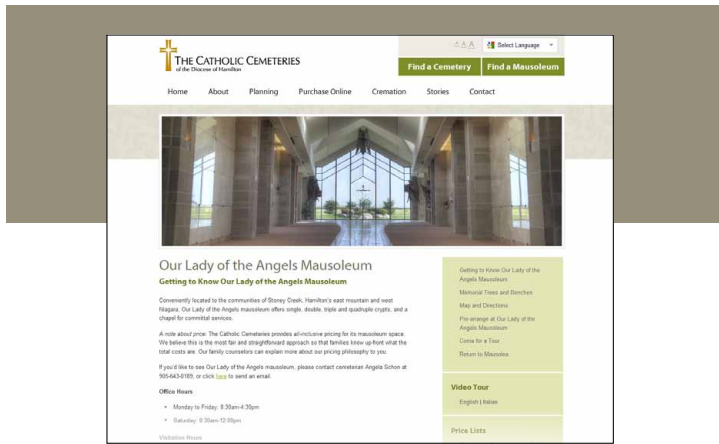 THE CATHOLIC CEMETERIES
of the Diocese of Hamilton
A A A
Select Language
Find a Cemetery
Find a Mausoleum
Home About Planning Purchase Online Cremation Stories Contact
Our Lady of the Angels Mausoleum
Getting to Know Our Lady of the Angels Mausoleum
Conveniently located to the communities of Stoney Creek, Hamilton's east mountain and west
Niagara, Our Lady of the Angels mausoleum offers single, double, triple and quadruple crypts, and a
chapel for committal services.
A note about price: The Catholic Cemeteries provides all-inclusive pricing for its mausoleum space.
We believe this is the most fair and straightforward approach so that families know up-front what the
total costs are. Our family counselors can explain more about our pricing philosophy to you.
If you'd like to see Our Lady of the Angels mausoleum, please contact cemeterian Angela Schon at
905-643-0189, or click here to send an email.
Office Hours
Monday to Friday: 8:30am-4:30pm
Saturday: 8:30am-12:00pm
Visitation Hours
Getting to Know Our Lady of the
Angels Mausoleum
Memorial Trees and Benches
Map and Directions
Pre-arrange at Our Lady of the
Angels Mausoleum
Come for a Tour
Return to Mausolea
Video Tour
English | Italian
Price Lists